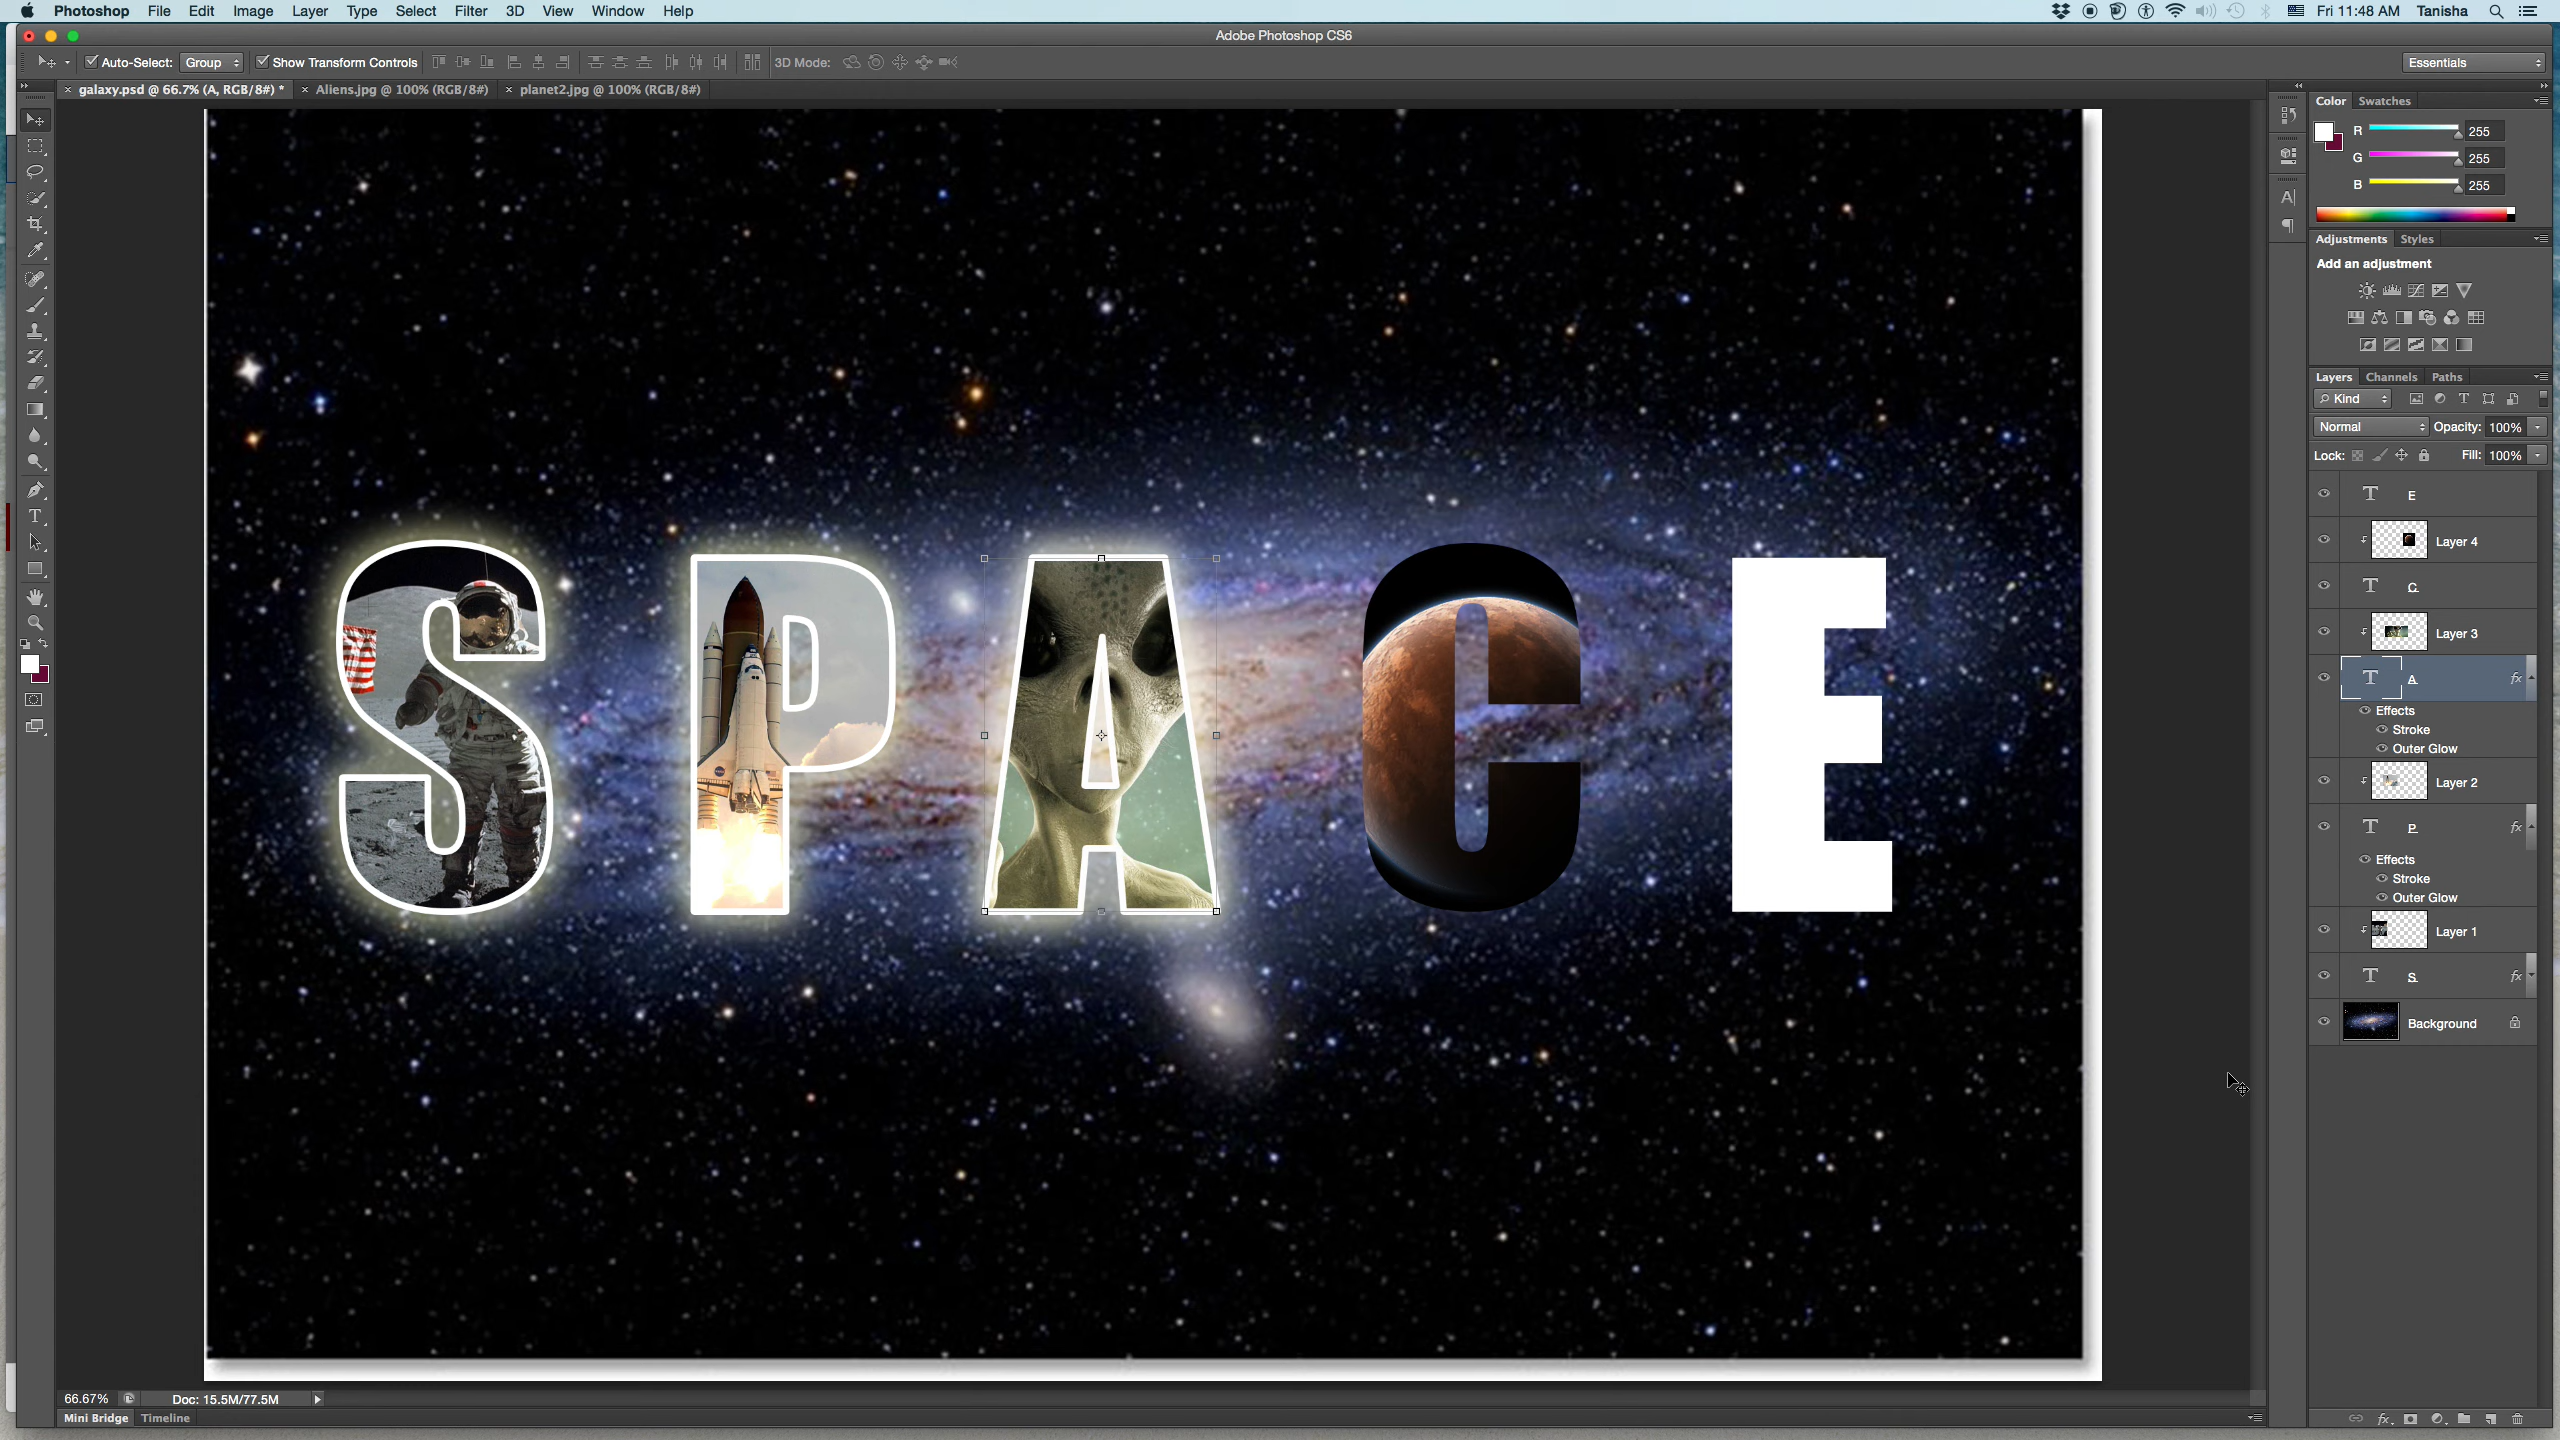 Photoshop File Edit Image Layer Type Select Filter 3D View Window Help Fri 11:48 AM Tanisha
Adobe Photoshop CS6
Auto-Select: Group Show Transform Controls 3D Mode: Essentials
galaxy.psd @ 66.7% (A, RGB/8#) * Aliens.jpg @ 100% (RGB/8#) planet2.jpg @ 100% (RGB/8#)
Color Swatches
R 255
G 255
B 255
Adjustments Styles
Add an adjustment
Layers Channels Paths
Kind
Normal Opacity: 100%
Lock: Fill: 100%
T E
Layer 4
T C
Layer 3
T A fx
Effects
Stroke
Outer Glow
Layer 2
T P fx
Effects
Stroke
Outer Glow
Layer 1
T S fx
Background
SPACE
66.67% Doc: 15.5M/77.5M
Mini Bridge Timeline